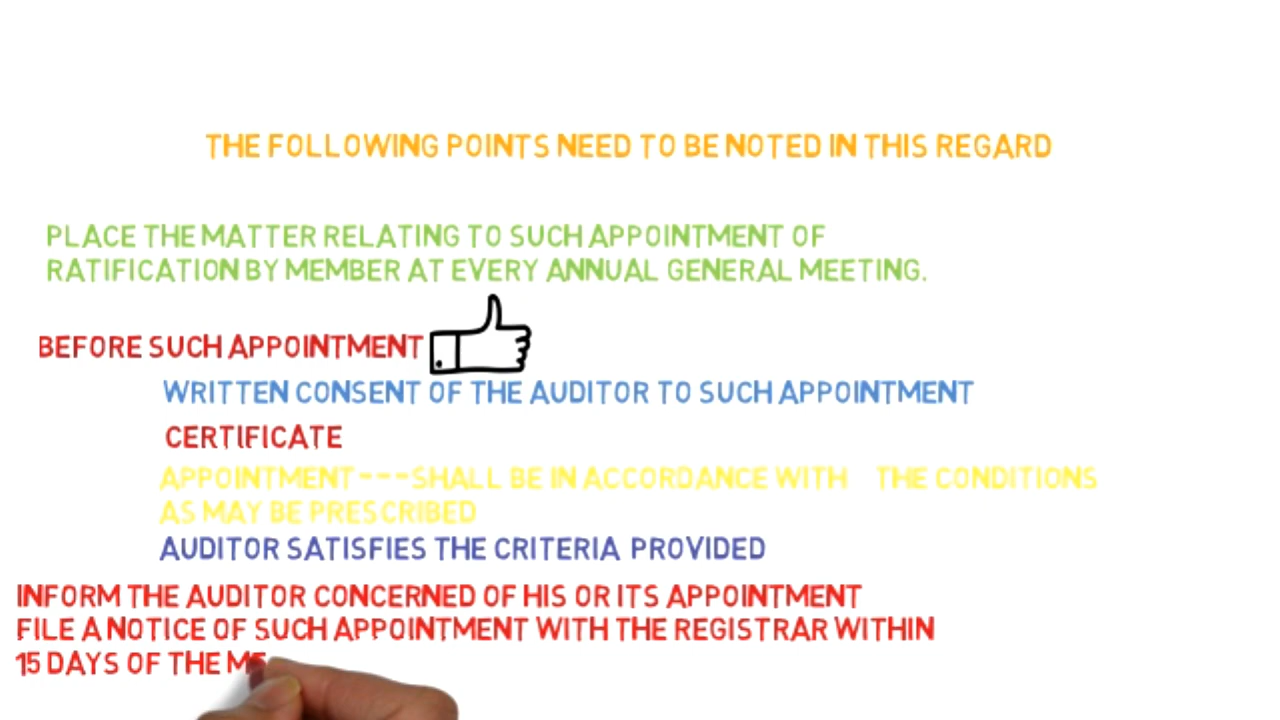 THE FOLLOWING POINTS NEED TO BE NOTED IN THIS REGARD
PLACE THE MATTER RELATING TO SUCH APPOINTMENT OF
RATIFICATION BY MEMBER AT EVERY ANNUAL GENERAL MEETING.
BEFORE SUCH APPOINTMENT
WRITTEN CONSENT OF THE AUDITOR TO SUCH APPOINTMENT
CERTIFICATE
APPOINTMENT---SHALL BE IN ACCORDANCE WITH THE CONDITIONS
AS MAY BE PRESCRIBED
AUDITOR SATISFIES THE CRITERIA PROVIDED
INFORM THE AUDITOR CONCERNED OF HIS OR ITS APPOINTMENT
FILE A NOTICE OF SUCH APPOINTMENT WITH THE REGISTRAR WITHIN
15 DAYS OF THE